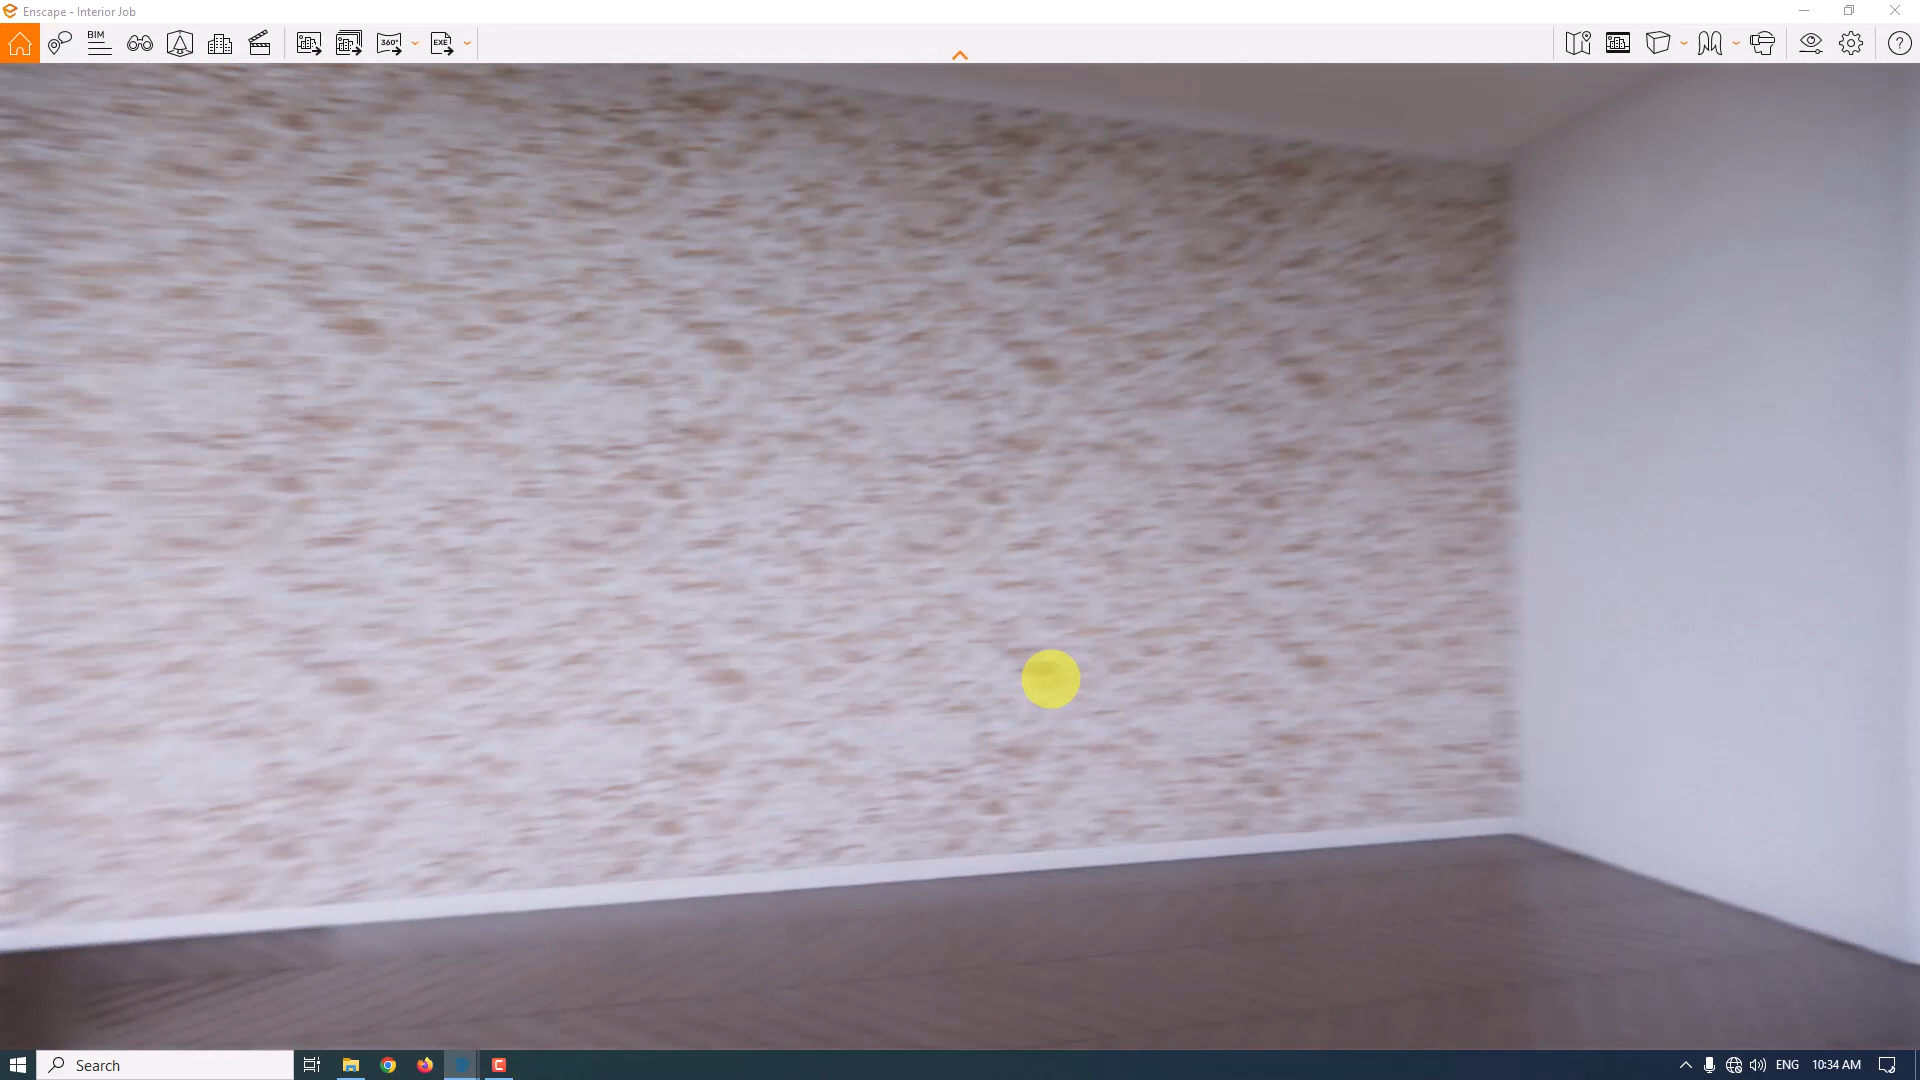 Enscape - Interior Job
BIM
360°
EXE
?
Search
ENG
10:34 AM